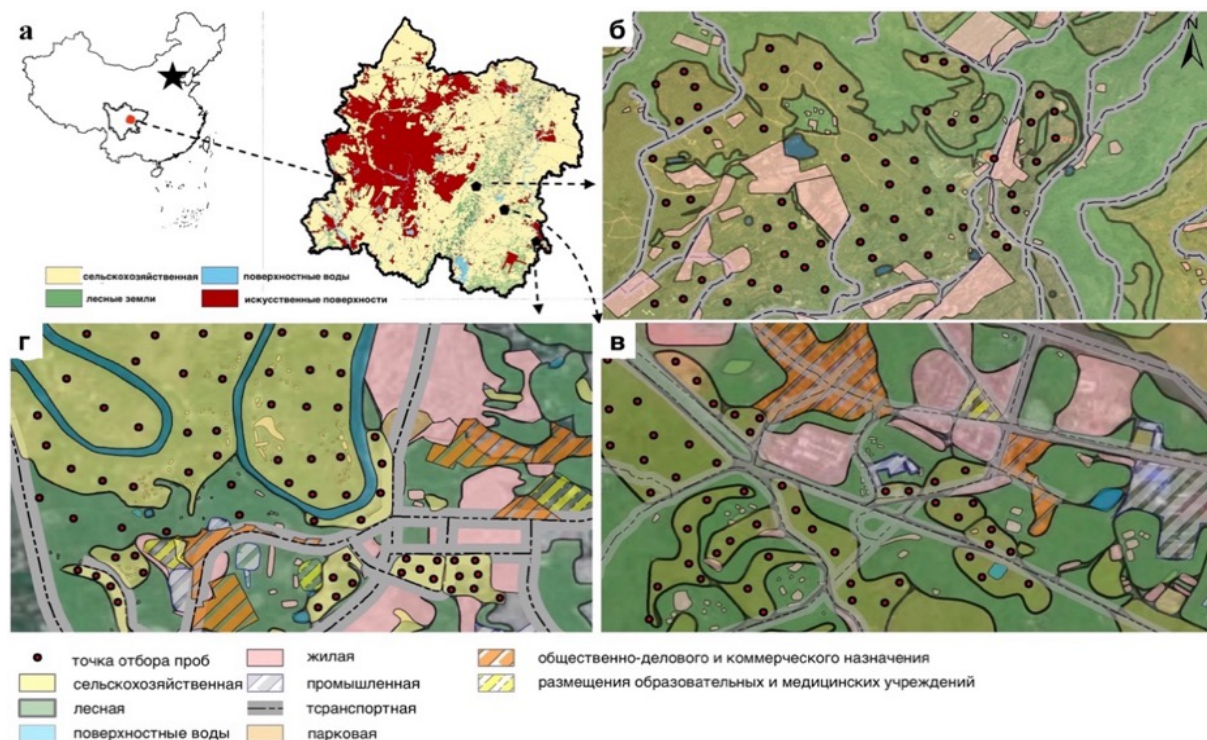 а
б
N
сельскохозяйственная
поверхностные воды
лесные земли
искусственные поверхности
г
в
точка отбора проб
жилая
общественно-делового и коммерческого назначения
сельскохозяйственная
промышленная
размещения образовательных и медицинских учреждений
лесная
тсранспортная
поверхностные воды
парковая